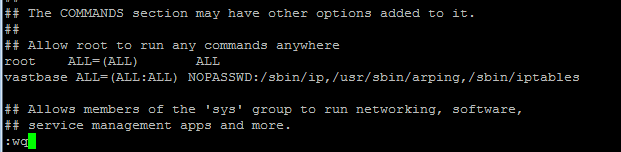 ##
## The COMMANDS section may have other options added to it.
##
## Allow root to run any commands anywhere
root    ALL=(ALL)       ALL
vastbase ALL=(ALL:ALL) NOPASSWD:/sbin/ip,/usr/sbin/arping,/sbin/iptables

## Allows members of the 'sys' group to run networking, software,
## service management apps and more.
:wq